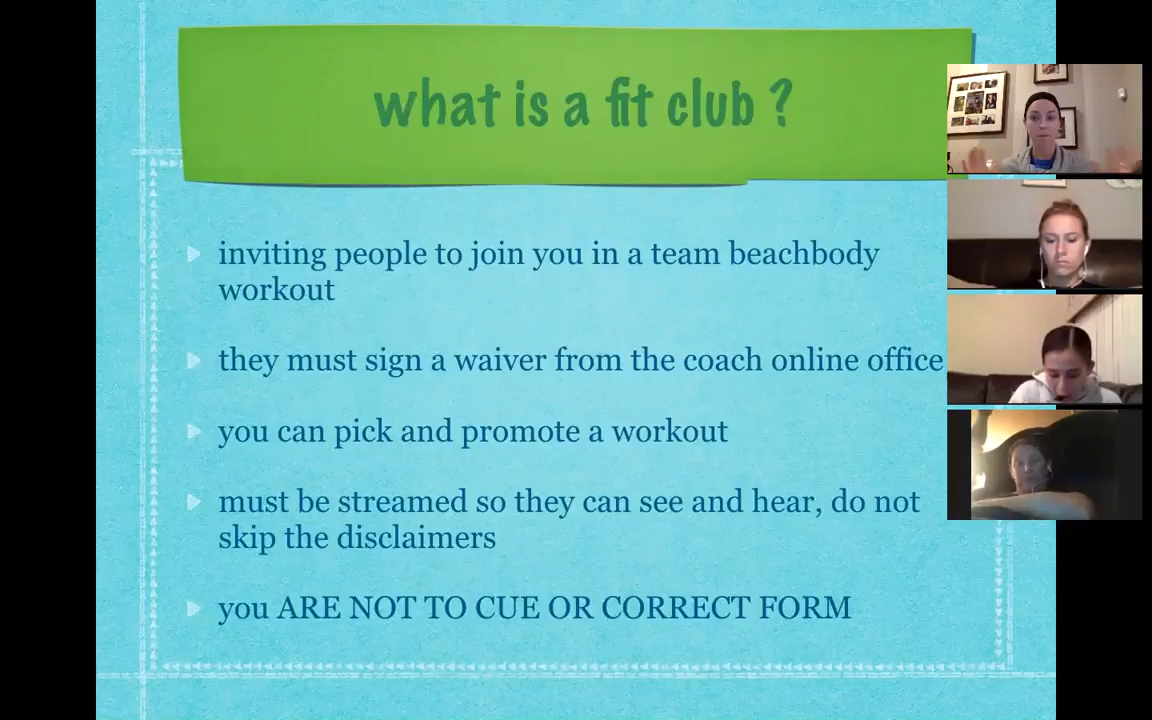 what is a fit club ?
inviting people to join you in a team beachbody
workout
they must sign a waiver from the coach online office
you can pick and promote a workout
must be streamed so they can see and hear, do not
skip the disclaimers
you ARE NOT TO CUE OR CORRECT FORM